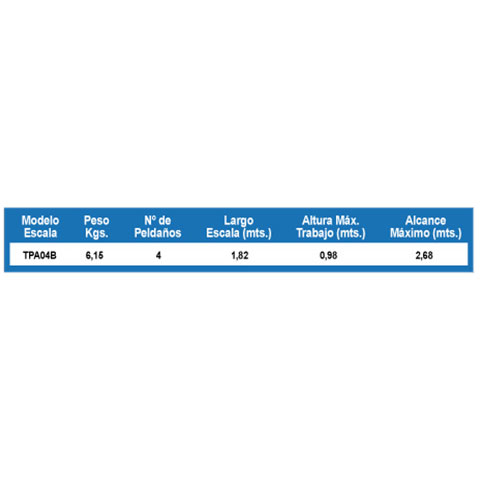 Modelo Escala Peso Kgs. Nº de Peldaños Largo Escala (mts.) Altura Máx. Trabajo (mts.) Alcance Máximo (mts.)
TPA04B 6,15 4 1,82 0,98 2,68